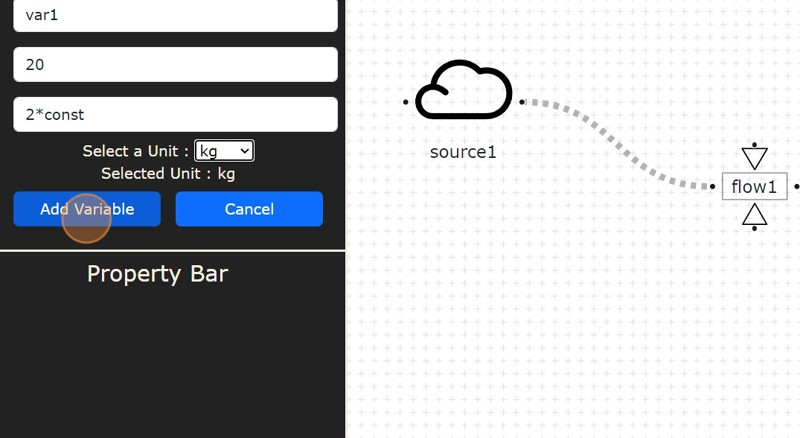 var1
20
2*const
Select a Unit : kg
Selected Unit : kg
Add Variable Cancel
Property Bar
source1
flow1